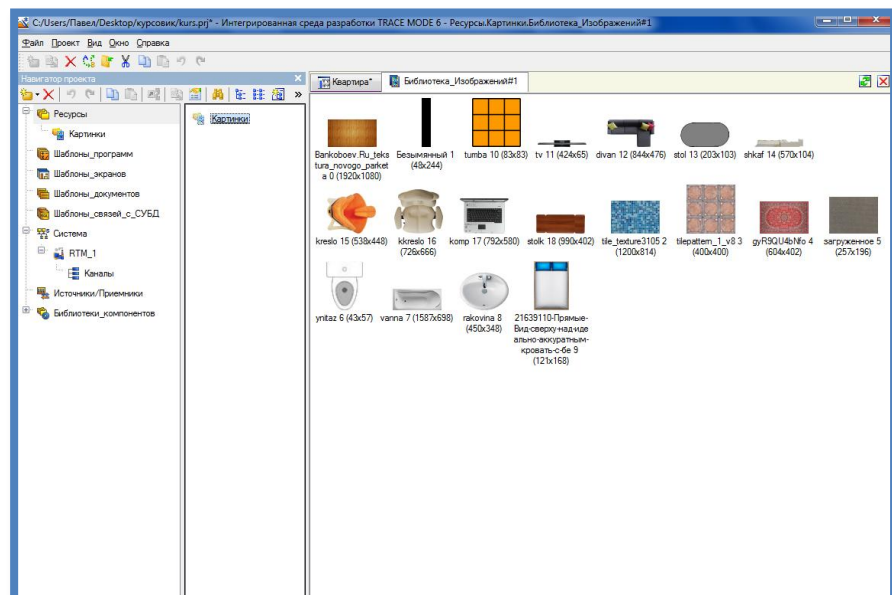 C:/Users/Павел/Desktop/курсовик/kurs.prj* - Интегрированная среда разработки TRACE MODE 6 - Ресурсы.Картинки.Библиотека_Изображений#1
Файл Проект Вид Окно Справка
Навигатор проекта
Ресурсы
Картинки
Шаблоны_программ
Шаблоны_экранов
Шаблоны_документов
Шаблоны_связей_с_СУБД
Система
RTM_1
Каналы
Источники/Приемники
Библиотеки_компонентов
Картинки
Квартира*
Библиотека_Изображений#1
Bankoboev.Ru_teks
tura_novogo_parket
a 0 (1920x1080)
Безымянный 1
(48x244)
tumba 10 (83x83)
tv 11 (424x65)
divan 12 (844x476)
stol 13 (203x103)
shkaf 14 (570x104)
kreslo 15 (538x448)
kkreslo 16
(726x666)
komp 17 (792x580)
stolk 18 (990x402)
tile_texture3105 2
(1200x814)
tilepattern_1_v8 3
(400x400)
gyR9QU4bNfo 4
(604x402)
загруженное 5
(257x196)
ynitaz 6 (43x57)
vanna 7 (1587x698)
rakovina 8
(450x348)
21639110-Прямые-
Вид-сверху-над-иде
ально-аккуратным-
кровать-с-бе 9
(121x168)